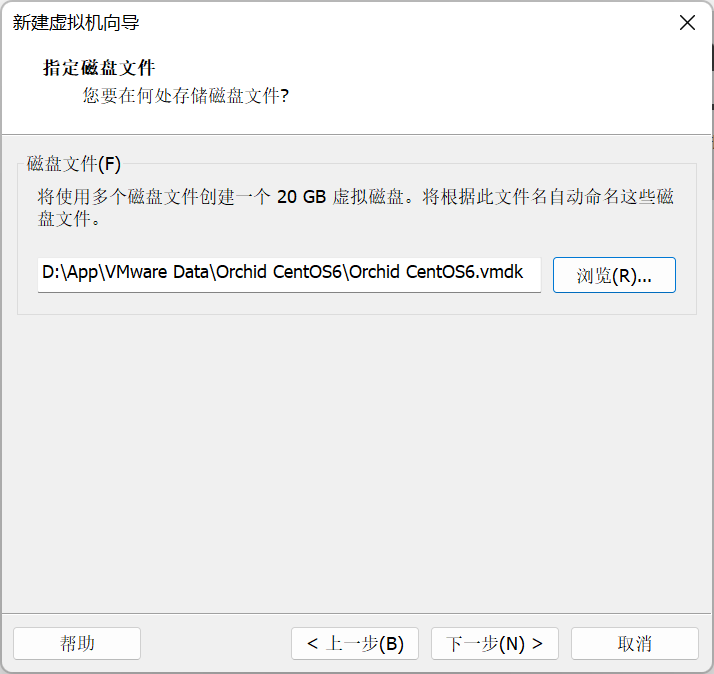 新建虚拟机向导
指定磁盘文件
您要在何处存储磁盘文件?
磁盘文件(F)
将使用多个磁盘文件创建一个 20 GB 虚拟磁盘。将根据此文件名自动命名这些磁
盘文件。
D:\App\VMware Data\Orchid CentOS6\Orchid CentOS6.vmdk
浏览(R)...
帮助
< 上一步(B)
下一步(N) >
取消